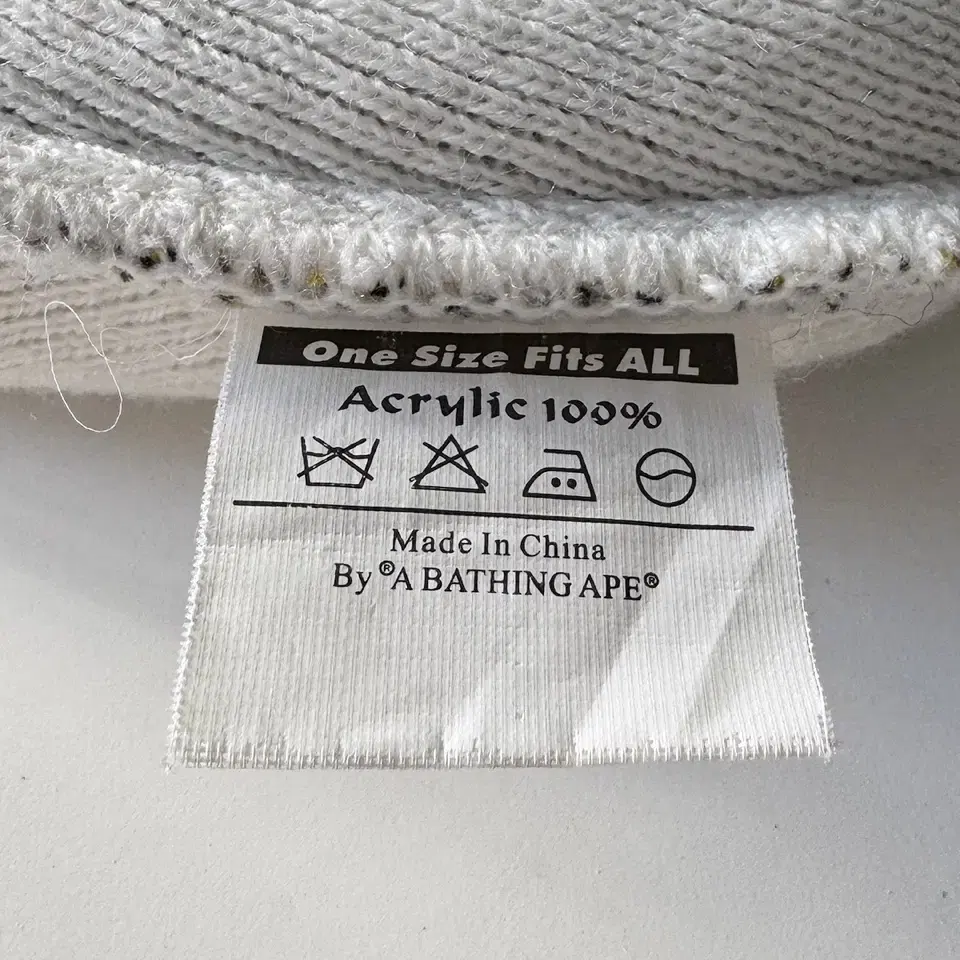 One Size Fits ALL
Acrylic 100%
Made In China
By ®A BATHING APE®